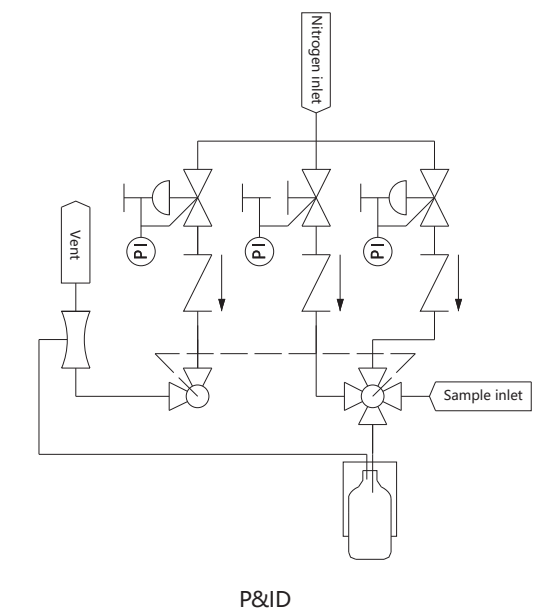 Nitrogen inlet
PI
PI
PI
Vent
Sample inlet
P&ID